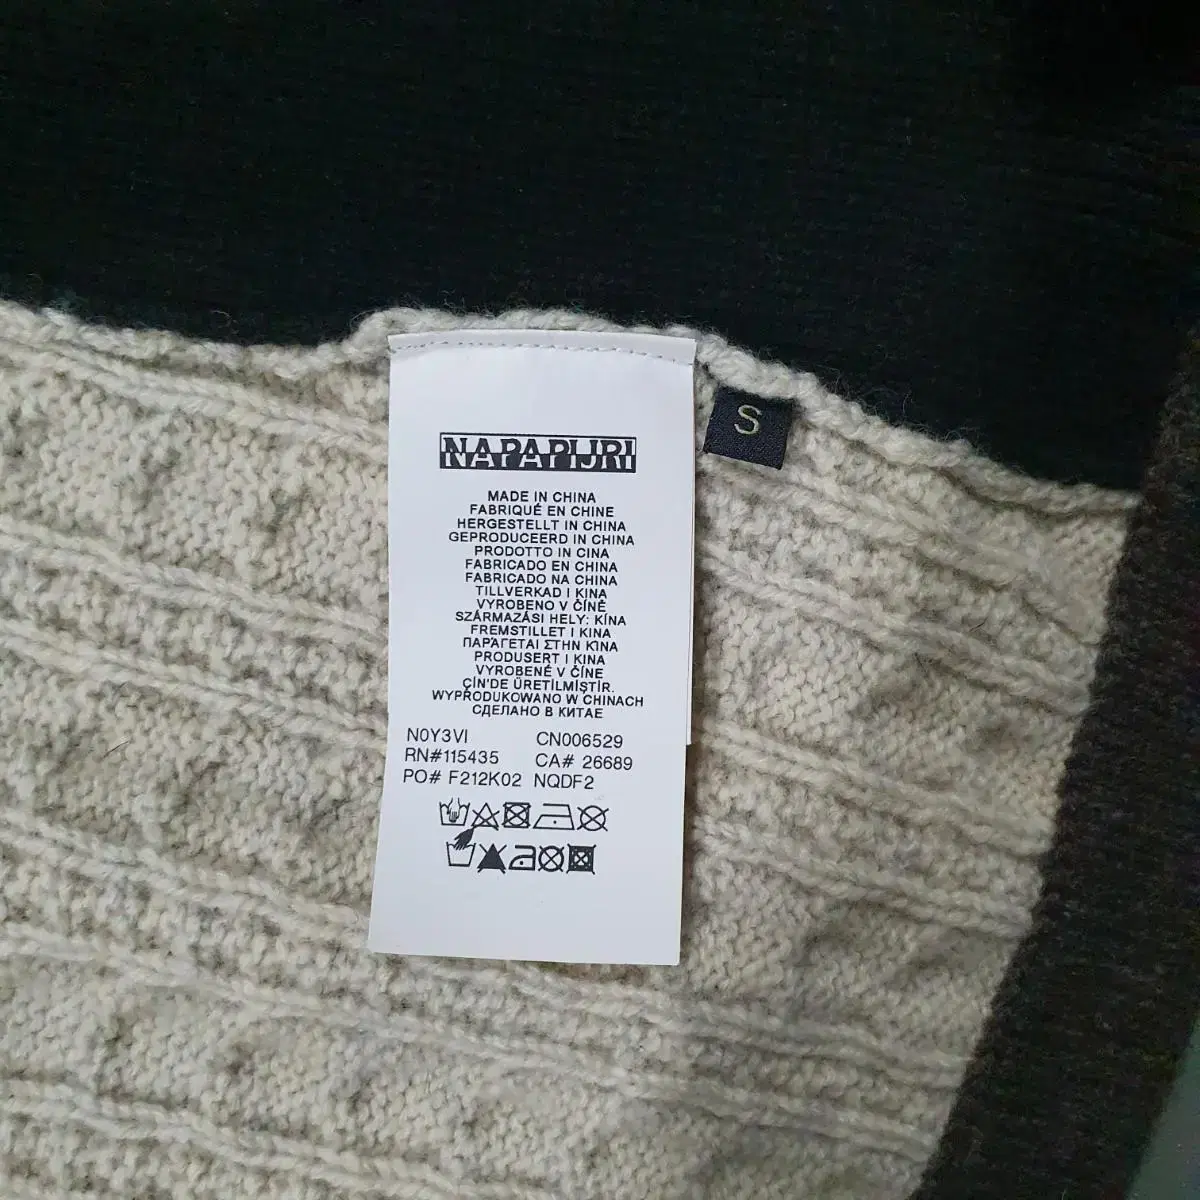 S
NAPAPIJRI
MADE IN CHINA
FABRIQUÉ EN CHINE
HERGESTELLT IN CHINA
GEPRODUCEERD IN CHINA
PRODOTTO IN CINA
FABRICADO EN CHINA
FABRICADO NA CHINA
TILLVERKAD I KINA
VYROBENO V ČÍNĚ
SZÁRMAZÁSI HELY: KÍNA
FREMSTILLET I KINA
ΠΑΡΑΓΕΤΑΙ ΣΤΗΝ ΚΊΝΑ
PRODUSERT I KINA
VYROBENÉ V ČÍNE
ÇİN'DE ÜRETİLMİŞTİR.
WYPRODUKOWANO W CHINACH
СДЕЛАНО В КИТАЕ
N0Y3VI CN006529
RN#115435 CA# 26689
PO# F212K02 NQDF2